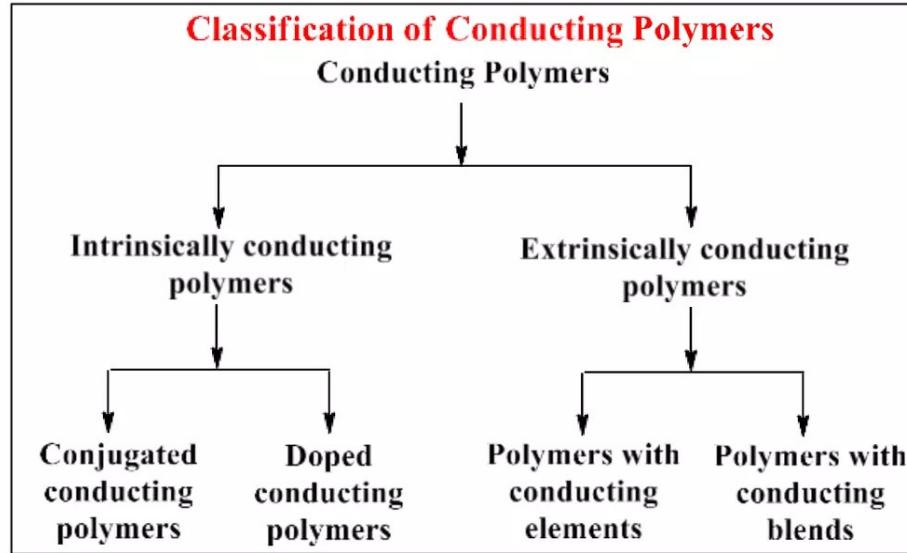 Classification of Conducting Polymers
Conducting Polymers
Intrinsically conducting
polymers
Extrinsically conducting
polymers
Conjugated
conducting
polymers
Doped
conducting
polymers
Polymers with
conducting
elements
Polymers with
conducting
blends